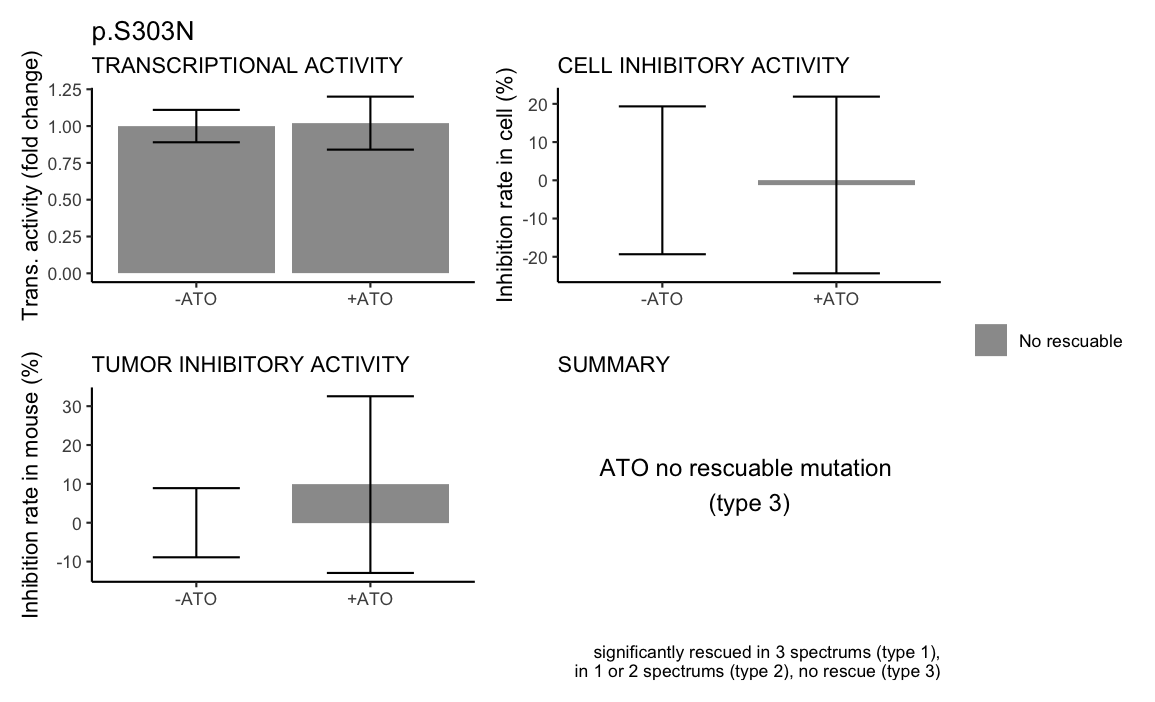 p.S303N
TRANSCRIPTIONAL ACTIVITY
Trans. activity (fold change)
1.25
1.00
0.75
0.50
0.25
0.00
-ATO +ATO
CELL INHIBITORY ACTIVITY
Inhibition rate in cell (%)
20
10
0
-10
-20
-ATO +ATO
No rescuable
TUMOR INHIBITORY ACTIVITY
Inhibition rate in mouse (%)
30
20
10
0
-10
-ATO +ATO
SUMMARY
ATO no rescuable mutation
(type 3)
significantly rescued in 3 spectrums (type 1),
in 1 or 2 spectrums (type 2), no rescue (type 3)